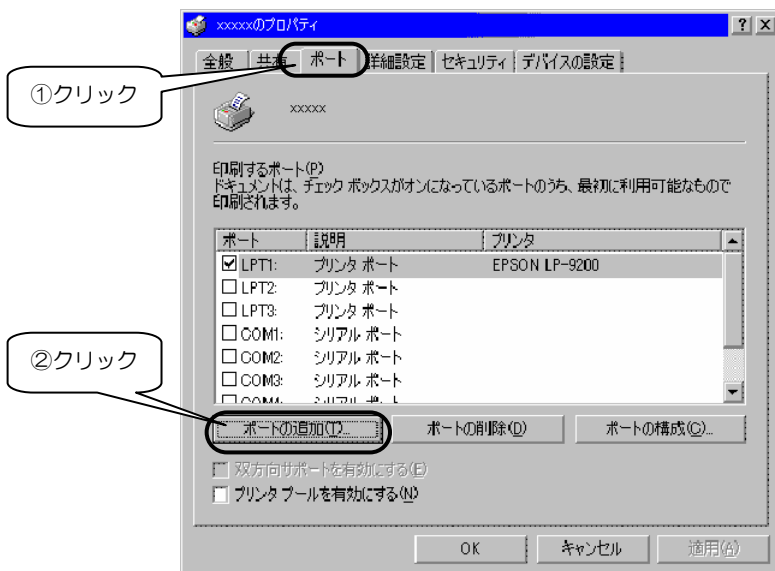 xxxxxのプロパティ
全般 共有 ポート 詳細設定 セキュリティ デバイスの設定
①クリック
xxxxx
印刷するポート(P)
ドキュメントは、チェック ボックスがオンになっているポートのうち、最初に利用可能なもので
印刷されます。
ポート 説明 プリンタ
LPT1: プリンタ ポート EPSON LP-9200
LPT2: プリンタ ポート
LPT3: プリンタ ポート
COM1: シリアル ポート
②クリック
COM2: シリアル ポート
COM3: シリアル ポート
COM4: シリアル ポート
ポートの追加(T)... ポートの削除(D) ポートの構成(C)...
双方向サポートを有効にする(E)
プリンタ プールを有効にする(N)
OK キャンセル 適用(A)